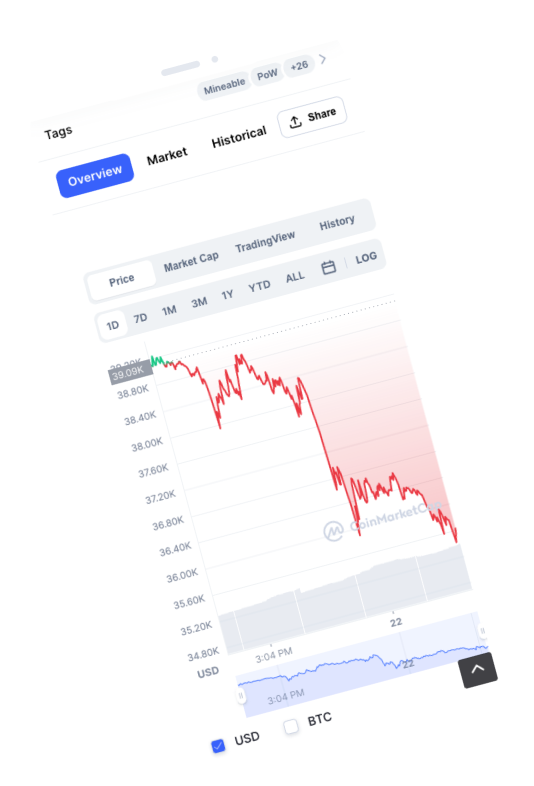 Mineable PoW +26
Tags
Overview Market Historical Share
Price Market Cap TradingView History
1D 7D 1M 3M 1Y YTD ALL LOG
39.09K
38.80K
38.40K
38.00K
37.60K
37.20K
36.80K
36.40K
36.00K
35.60K
35.20K
34.80K
CoinMarketCap
USD
3:04 PM 22
3:04 PM 22
USD BTC